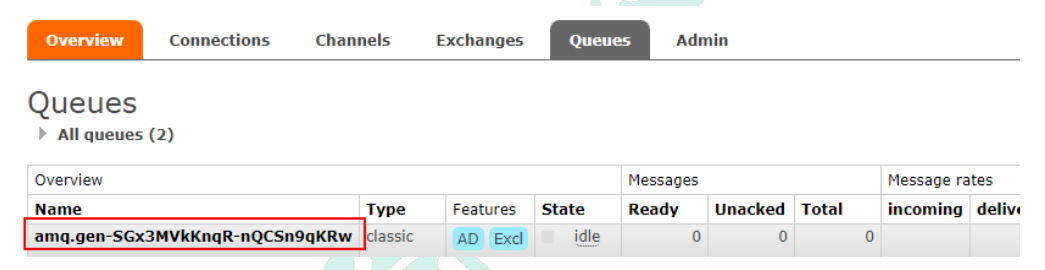 Overview Connections Channels Exchanges Queues Admin
Queues
All queues (2)
Overview Messages Message rates
Name Type Features State Ready Unacked Total incoming
amq.gen-SGx3MVkKnqR-nQCSn9qKRw classic AD Excl idle 0 0 0